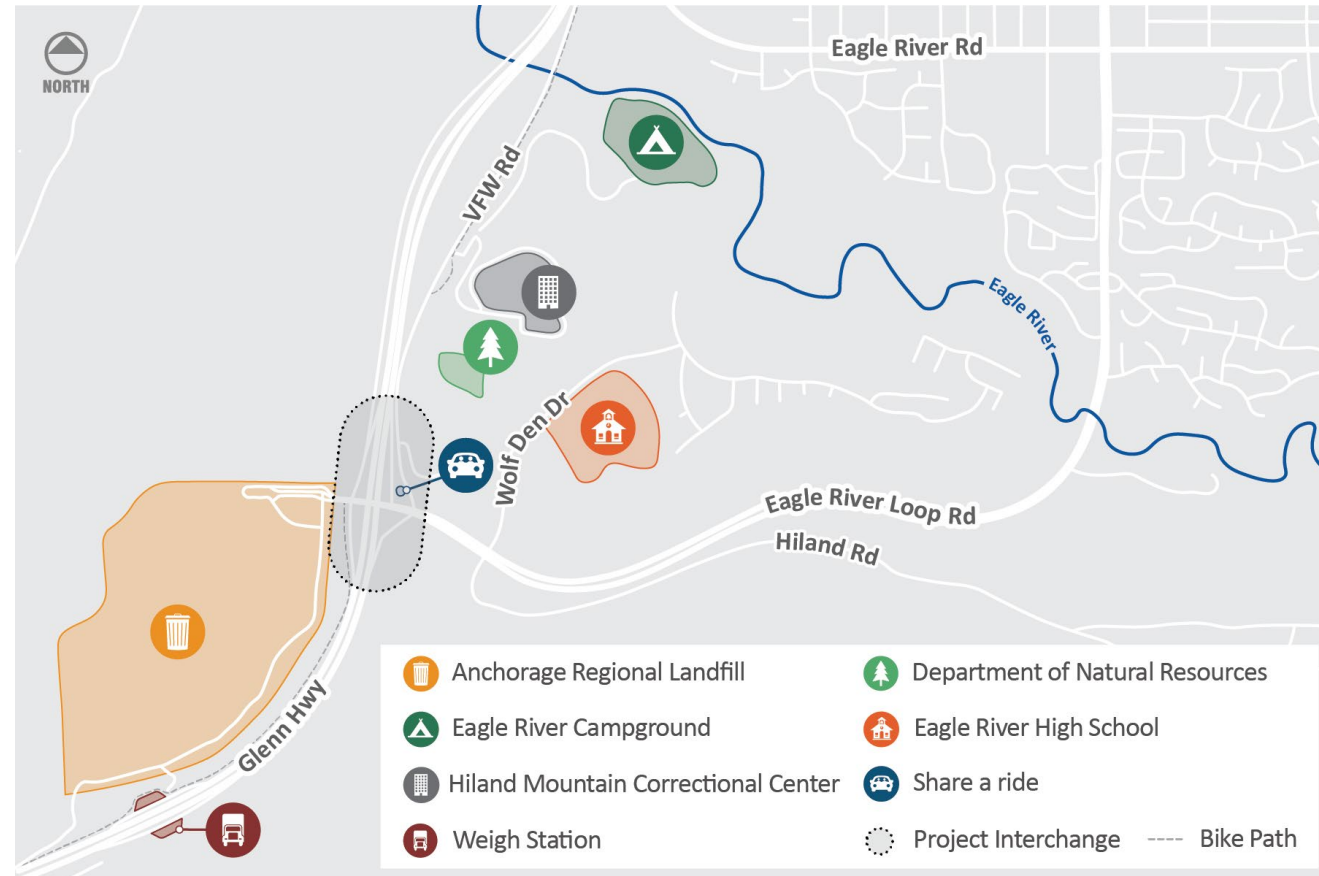 NORTH
Eagle River Rd
VFW Rd
Eagle River
Wolf Den Dr
Eagle River Loop Rd
Hiland Rd
Glenn Hwy
Anchorage Regional Landfill
Department of Natural Resources
Eagle River Campground
Eagle River High School
Hiland Mountain Correctional Center
Share a ride
Weigh Station
Project Interchange
Bike Path